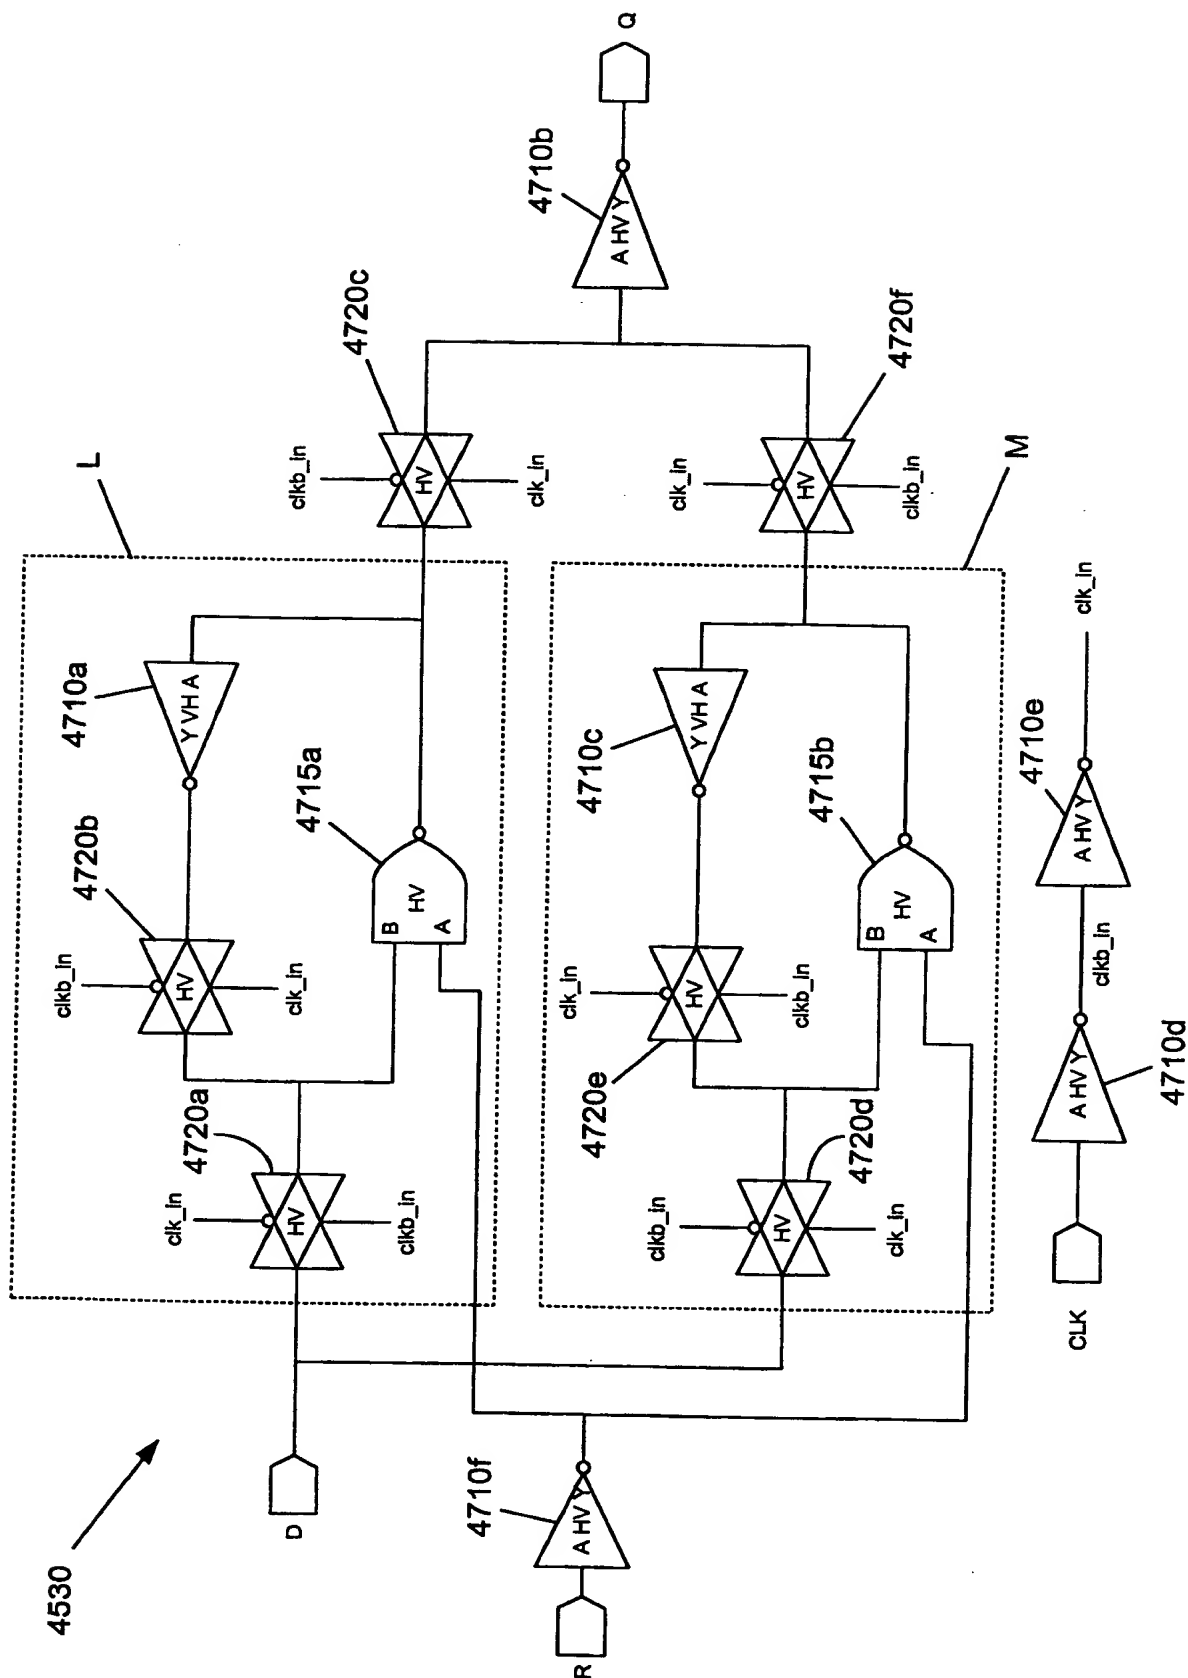 4530
L
4720b
4710a
clkb_in
HV
clk_in
Y VH A
4720a
clk_in
HV
clkb_in
D
4715a
B
A
HV
4720c
clkb_in
HV
clk_in
4710f
R
A HV Y
4710b
A HV Y
Q
4720e
4710c
clk_in
HV
clkb_in
Y VH A
4720d
clkb_in
HV
clk_in
4715b
B
A
HV
4720f
clk_in
HV
clkb_in
M
CLK
A HV Y
4710d
clkb_in
A HV Y
4710e
clk_in